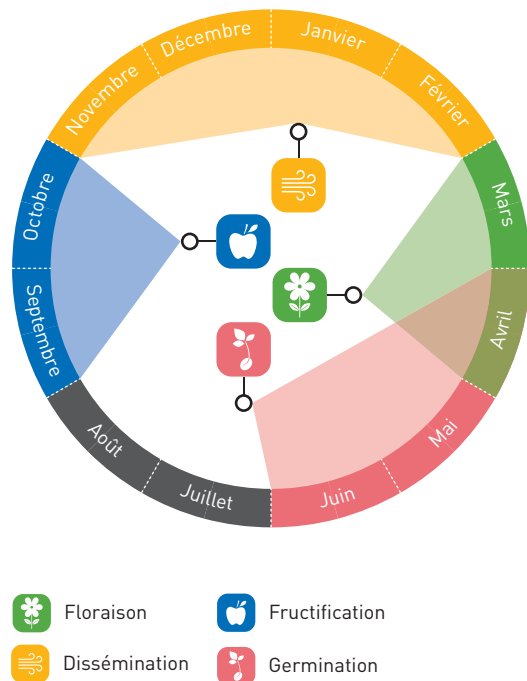 Janvier
Février
Mars
Avril
Mai
Juin
Juillet
Août
Septembre
Octobre
Novembre
Décembre
Floraison
Fructification
Dissémination
Germination